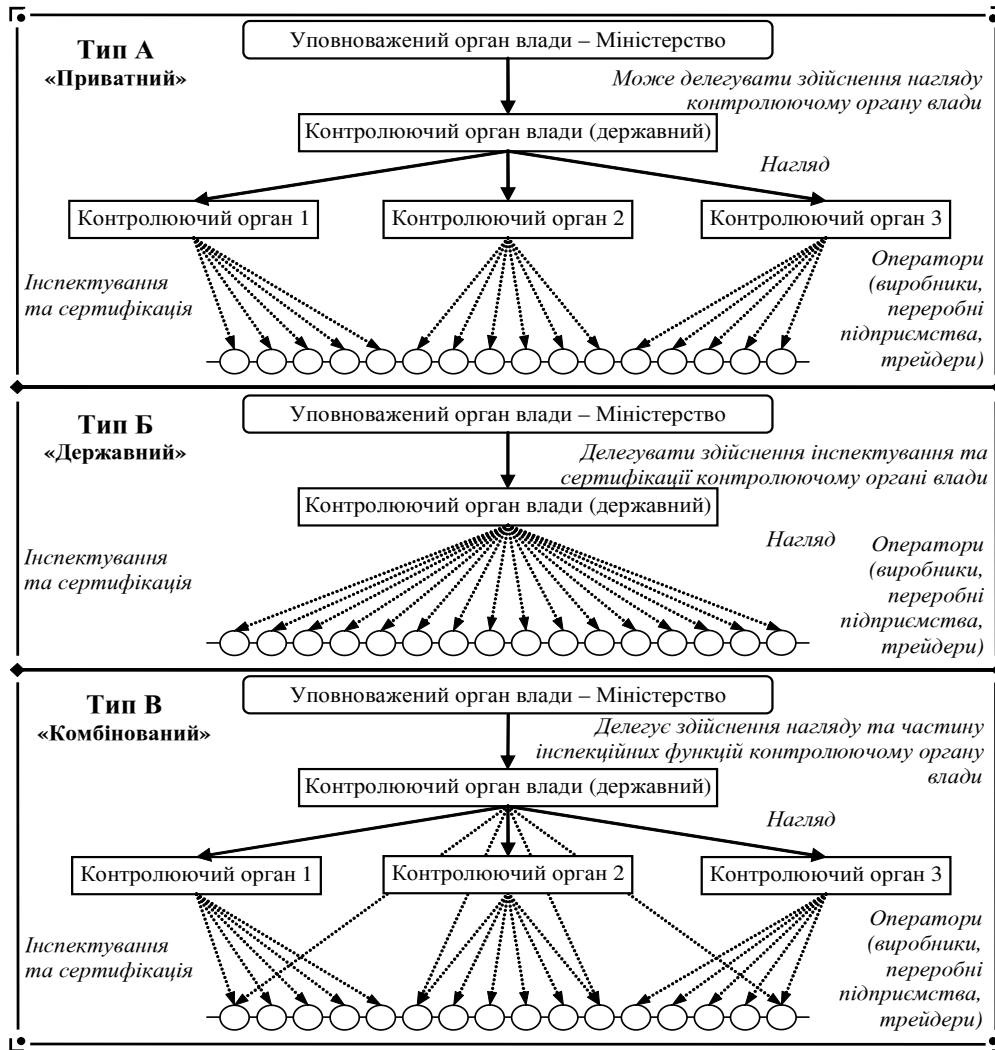 Тип А
«Приватний»
Уповноважений орган влади – Міністерство
Може делегувати здійснення нагляду
контролюючому органу влади
Контролюючий орган влади (державний)
Нагляд
Контролюючий орган 1
Контролюючий орган 2
Контролюючий орган 3
Інспектування
та сертифікація
Оператори
(виробники,
переробні
підприємства,
трейдери)
Тип Б
«Державний»
Уповноважений орган влади – Міністерство
Делегувати здійснення інспектування та
сертифікації контролюючому органі влади
Контролюючий орган влади (державний)
Нагляд
Інспектування
та сертифікація
Оператори
(виробники,
переробні
підприємства,
трейдери)
Тип В
«Комбінований»
Уповноважений орган влади – Міністерство
Делегує здійснення нагляду та частину
інспекційних функцій контролюючому органу
влади
Контролюючий орган влади (державний)
Нагляд
Контролюючий орган 1
Контролюючий орган 2
Контролюючий орган 3
Інспектування
та сертифікація
Оператори
(виробники,
переробні
підприємства,
трейдери)